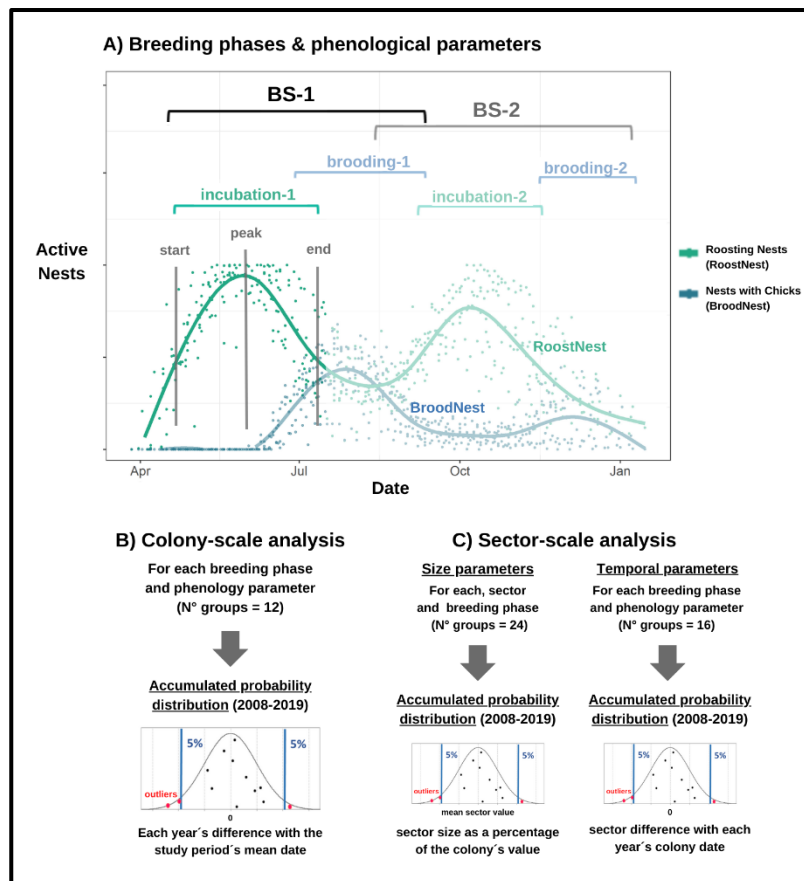 A) Breeding phases & phenological parameters
BS-1
BS-2
brooding-1
brooding-2
incubation-1
incubation-2
peak
start
end
Active
Nests
Roosting Nests
(RoostNest)
Nests with Chicks
(BroodNest)
RoostNest
BroodNest
Apr
Jul
Oct
Jan
Date
B) Colony-scale analysis
For each breeding phase
and phenology parameter
(N° groups = 12)
Accumulated probability
distribution (2008-2019)
5%
5%
outliers
0
Each year´s difference with the
study period´s mean date
C) Sector-scale analysis
Size parameters
For each, sector
and breeding phase
(N° groups = 24)
Accumulated probability
distribution (2008-2019)
5%
5%
outliers
mean sector value
sector size as a percentage
of the colony´s value
Temporal parameters
For each breeding phase
and phenology parameter
(N° groups = 16)
Accumulated probability
distribution (2008-2019)
5%
5%
outliers
0
sector difference with each
year´s colony date